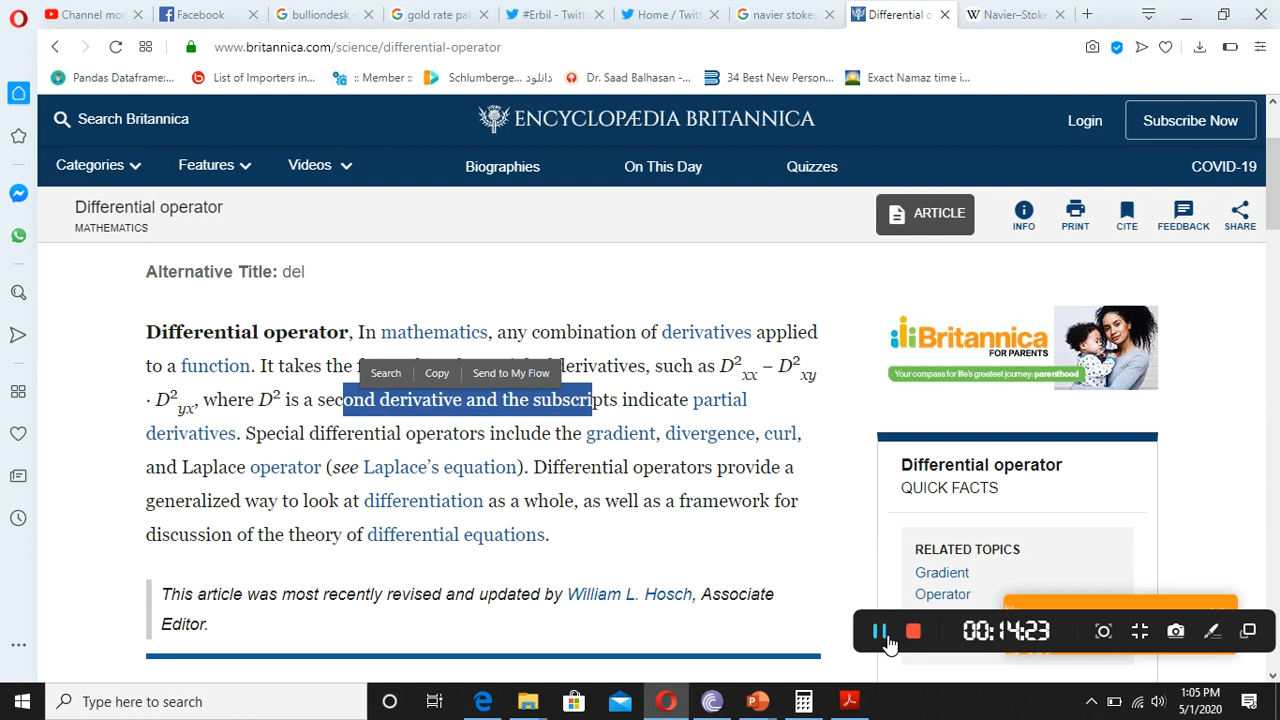 Channel mon
Facebook
bulliondesk -
gold rate pak
#Erbil - Twitt
Home / Twitt
navier stokes
Differential o
Navier–Stoke
www.britannica.com/science/differential-operator
Pandas Dataframe:...
List of Importers in...
:: Member ::
Schlumberge... دانلود
Dr. Saad Balhasan -...
34 Best New Person...
Exact Namaz time i...
Search Britannica
ENCYCLOPÆDIA BRITANNICA
Login
Subscribe Now
Categories
Features
Videos
Biographies
On This Day
Quizzes
COVID-19
Differential operator
MATHEMATICS
ARTICLE
INFO
PRINT
CITE
FEEDBACK
SHARE
Alternative Title: del
Differential operator, In mathematics, any combination of derivatives applied
to a function. It takes the derivatives, such as D²xx − D²xy
Search Copy Send to My Flow
· D²yx, where D² is a second derivative and the subscripts indicate partial
derivatives. Special differential operators include the gradient, divergence, curl,
and Laplace operator (see Laplace's equation). Differential operators provide a
generalized way to look at differentiation as a whole, as well as a framework for
discussion of the theory of differential equations.
This article was most recently revised and updated by William L. Hosch, Associate
Editor.
Britannica
FOR PARENTS
Your compass for life's greatest journey: parenthood
Differential operator
QUICK FACTS
RELATED TOPICS
Gradient
Operator
00:14:23
Type here to search
1:05 PM
5/1/2020